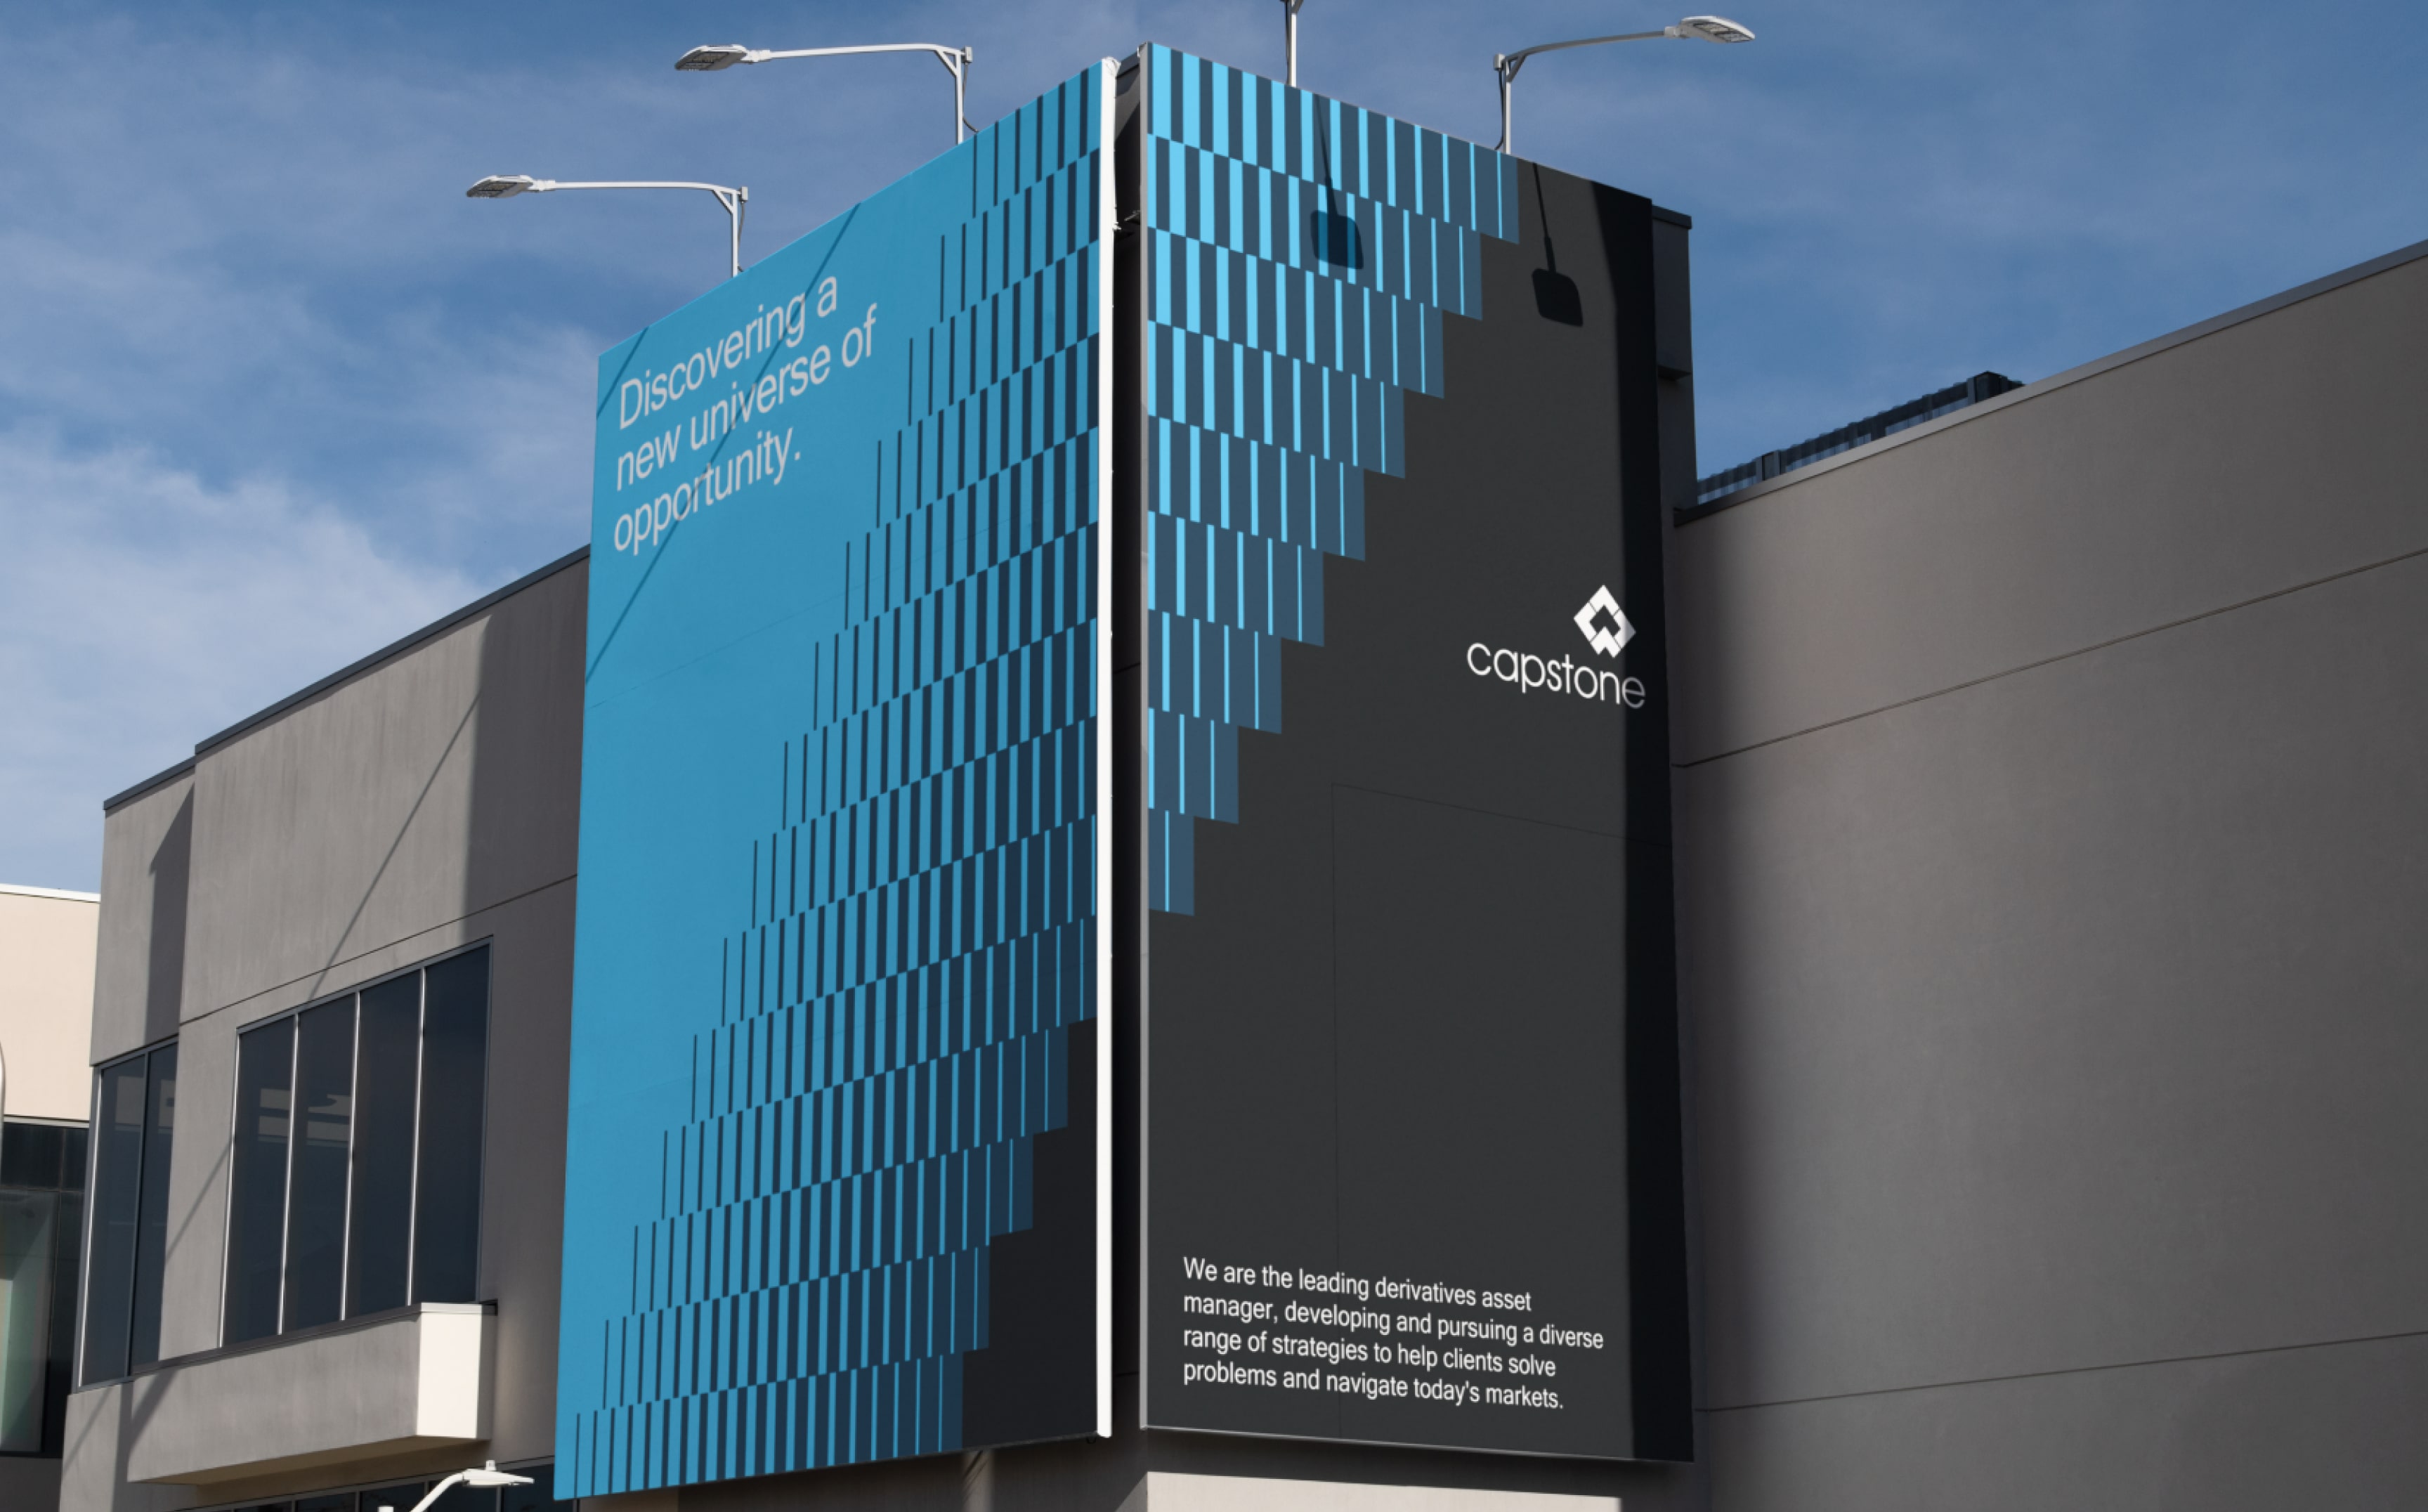 Discovering a
new universe of
opportunity.
capstone
We are the leading derivatives asset
manager, developing and pursuing a diverse
range of strategies to help clients solve
problems and navigate today's markets.